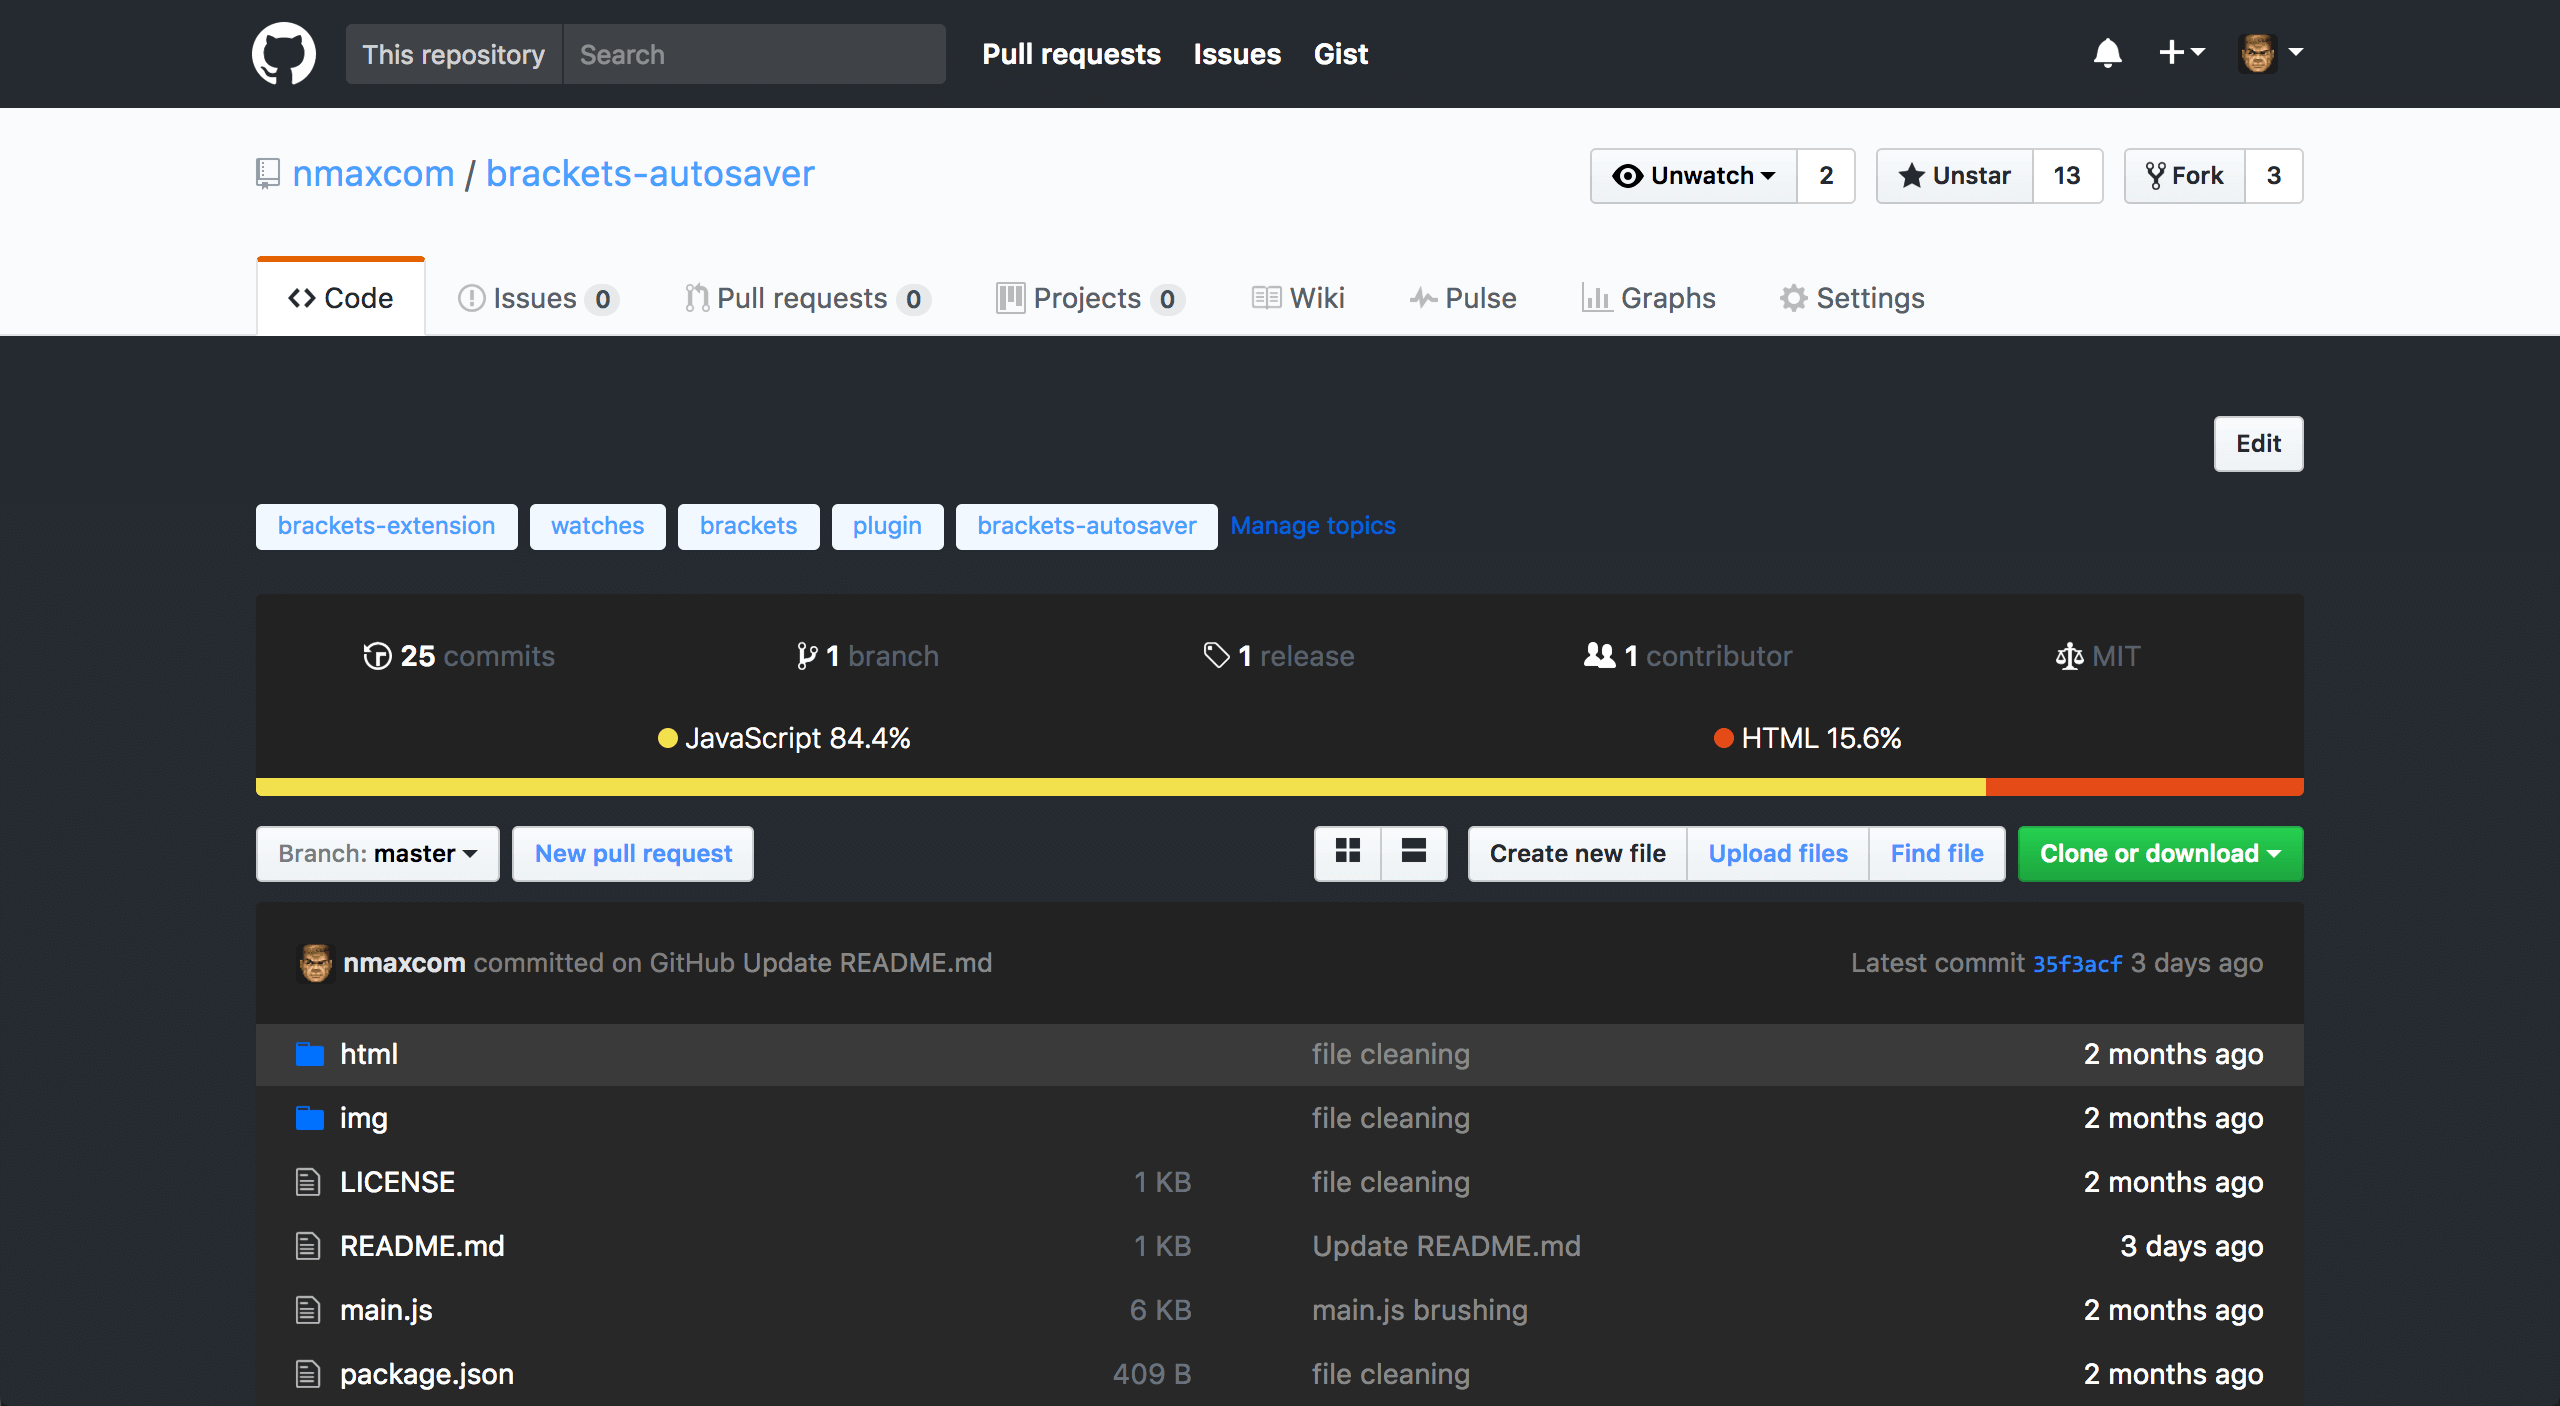 This repository Search Pull requests Issues Gist
nmaxcom / brackets-autosaver Unwatch 2 Unstar 13 Fork 3
Code Issues 0 Pull requests 0 Projects 0 Wiki Pulse Graphs Settings
Edit
brackets-extension watches brackets plugin brackets-autosaver Manage topics
25 commits 1 branch 1 release 1 contributor MIT
JavaScript 84.4% HTML 15.6%
Branch: master New pull request Create new file Upload files Find file Clone or download
nmaxcom committed on GitHub Update README.md Latest commit 35f3acf 3 days ago
html file cleaning 2 months ago
img file cleaning 2 months ago
LICENSE 1 KB file cleaning 2 months ago
README.md 1 KB Update README.md 3 days ago
main.js 6 KB main.js brushing 2 months ago
package.json 409 B file cleaning 2 months ago